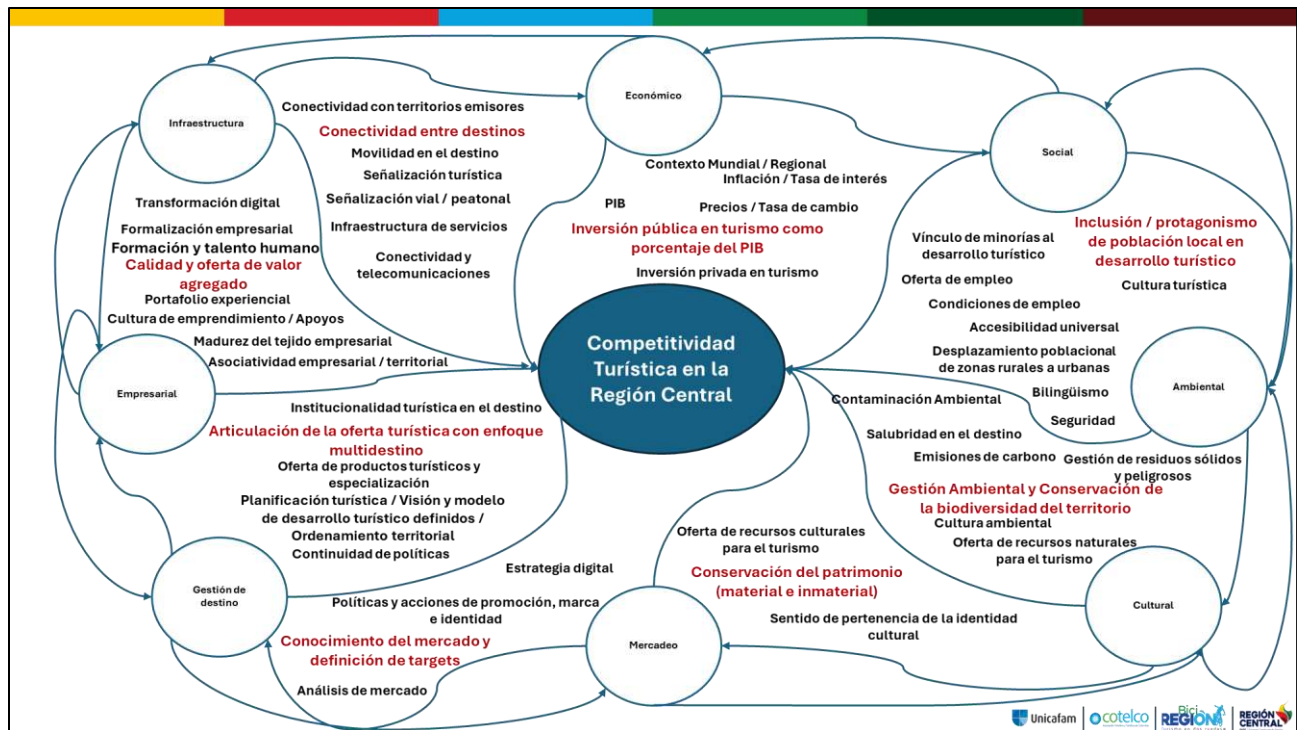 Económico
Infraestructura
Conectividad con territorios emisores
Conectividad entre destinos
Movilidad en el destino
Señalización turística
Señalización vial / peatonal
Infraestructura de servicios
Conectividad y
telecomunicaciones
Social
Contexto Mundial / Regional
Inflación / Tasa de interés
PIB
Precios / Tasa de cambio
Inversión pública en turismo como
porcentaje del PIB
Inversión privada en turismo
Transformación digital
Formalización empresarial
Formación y talento humano
Calidad y oferta de valor
agregado
Portafolio experiencial
Cultura de emprendimiento / Apoyos
Madurez del tejido empresarial
Asociatividad empresarial / territorial
Vínculo de minorías al
desarrollo turístico
Inclusión / protagonismo
de población local en
desarrollo turístico
Oferta de empleo
Cultura turística
Condiciones de empleo
Accesibilidad universal
Desplazamiento poblacional
de zonas rurales a urbanas
Bilingüismo
Seguridad
Competitividad
Turística en la
Región Central
Empresarial
Ambiental
Institucionalidad turística en el destino
Articulación de la oferta turística con enfoque
multidestino
Oferta de productos turísticos y
especialización
Planificación turística / Visión y modelo
de desarrollo turístico definidos /
Ordenamiento territorial
Continuidad de políticas
Contaminación Ambiental
Salubridad en el destino
Emisiones de carbono
Gestión de residuos sólidos
y peligrosos
Gestión Ambiental y Conservación de
la biodiversidad del territorio
Cultura ambiental
Oferta de recursos naturales
para el turismo
Gestión de
destino
Estrategia digital
Políticas y acciones de promoción, marca
e identidad
Conocimiento del mercado y
definición de targets
Análisis de mercado
Mercadeo
Oferta de recursos culturales
para el turismo
Conservación del patrimonio
(material e inmaterial)
Sentido de pertenencia de la identidad
cultural
Cultural
Unicafam
cotelco
Bici
REGIÓN
REGIÓN
CENTRAL